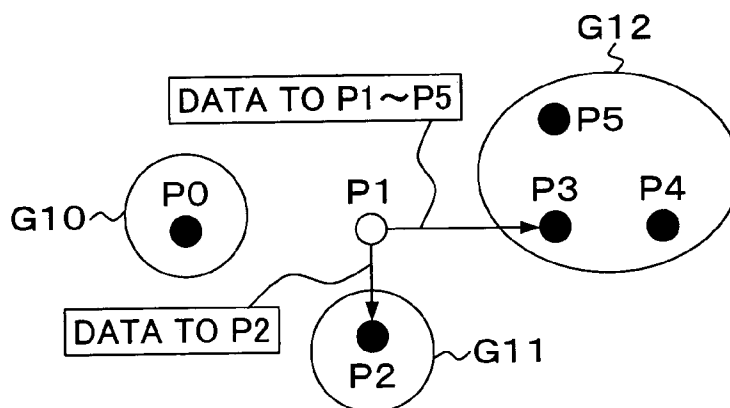 G12
DATA TO P1~P5
P5
P0
P1
P3
P4
G10
DATA TO P2
G11
P2